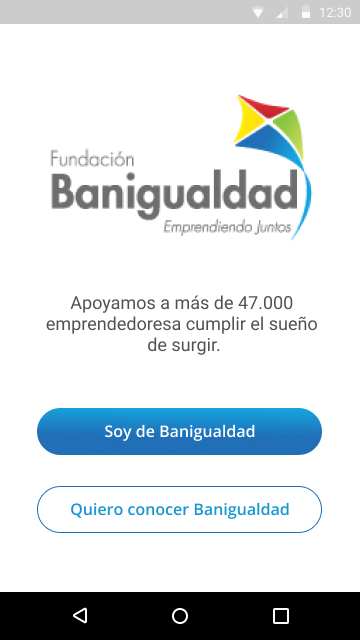 12:30
Fundación
Banigualdad
Emprendiendo Juntos
Apoyamos a más de 47.000
emprendedoresa cumplir el sueño
de surgir.
Soy de Banigualdad
Quiero conocer Banigualdad